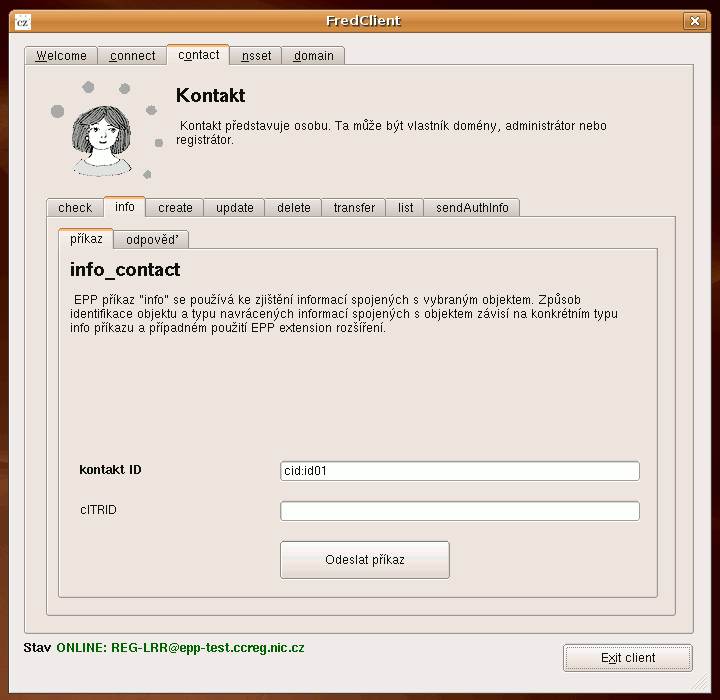 cz FredClient
Welcome connect contact nsset domain
Kontakt
Kontakt představuje osobu. Ta může být vlastník domény, administrátor nebo
registrátor.
check info create update delete transfer list sendAuthInfo
příkaz odpověď
info_contact
EPP příkaz "info" se používá ke zjištění informací spojených s vybraným objektem. Způsob
identifikace objektu a typu navrácených informací spojených s objektem závisí na konkrétním typu
info příkazu a případném použití EPP extension rozšíření.
kontakt ID cid:id01
clTRID
Odeslat příkaz
Stav ONLINE: REG-LRR@epp-test.ccreg.nic.cz
Exit client